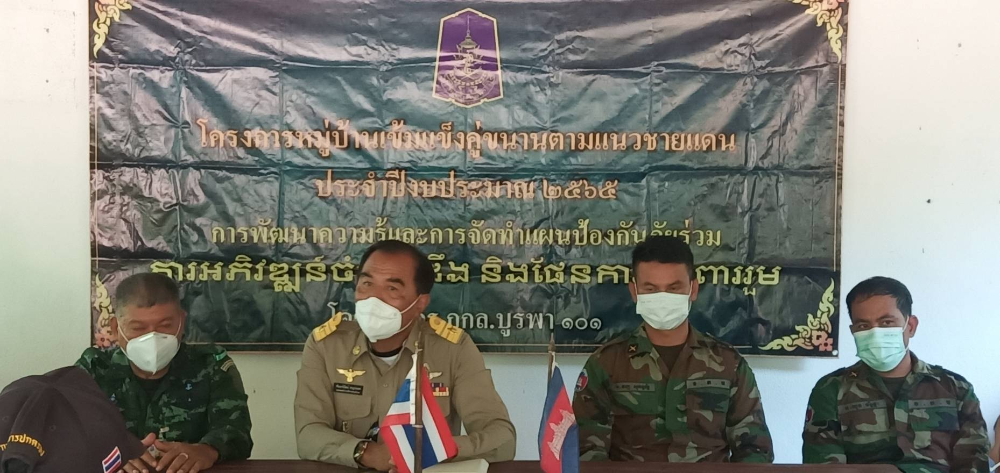 โครงการหมู่บ้านเข้มแข็งคู่ขนานตามแนวชายแดน
ประจำปีงบประมาณ ๒๕๖๕
การพัฒนาความรู้และการจัดทำแผนป้องกันภัยร่วม
ការអភិវឌ្ឍន៍ចំ ដឹង និងផែនការ ពាររួម
กกล.บูรพา ๑๐๑
การปกครอง